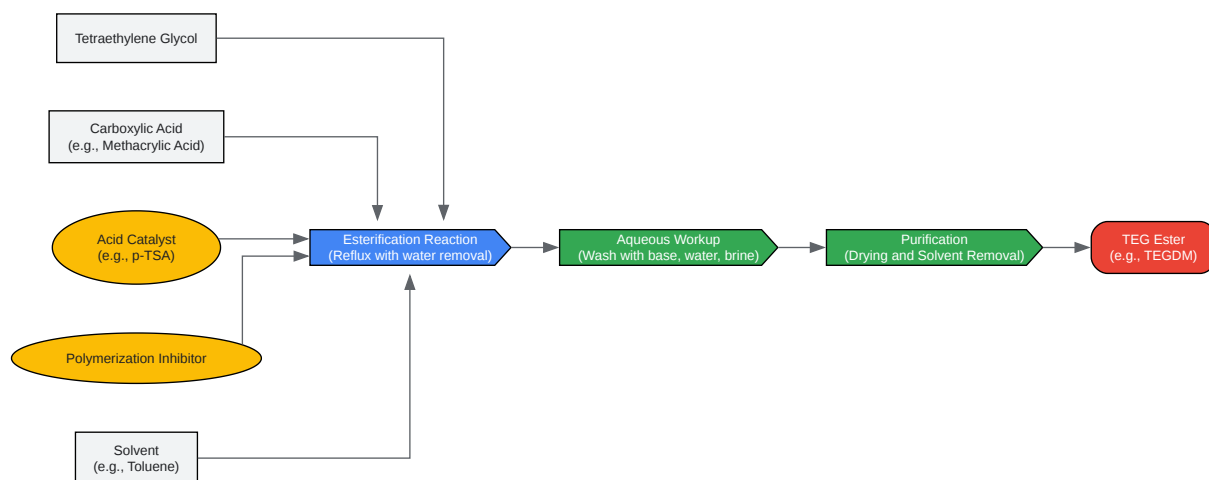 Tetraethylene Glycol
Carboxylic Acid
(e.g., Methacrylic Acid)
Acid Catalyst
(e.g., p-TSA)
Polymerization Inhibitor
Solvent
(e.g., Toluene)
Esterification Reaction
(Reflux with water removal)
Aqueous Workup
(Wash with base, water, brine)
Purification
(Drying and Solvent Removal)
TEG Ester
(e.g., TEGDM)